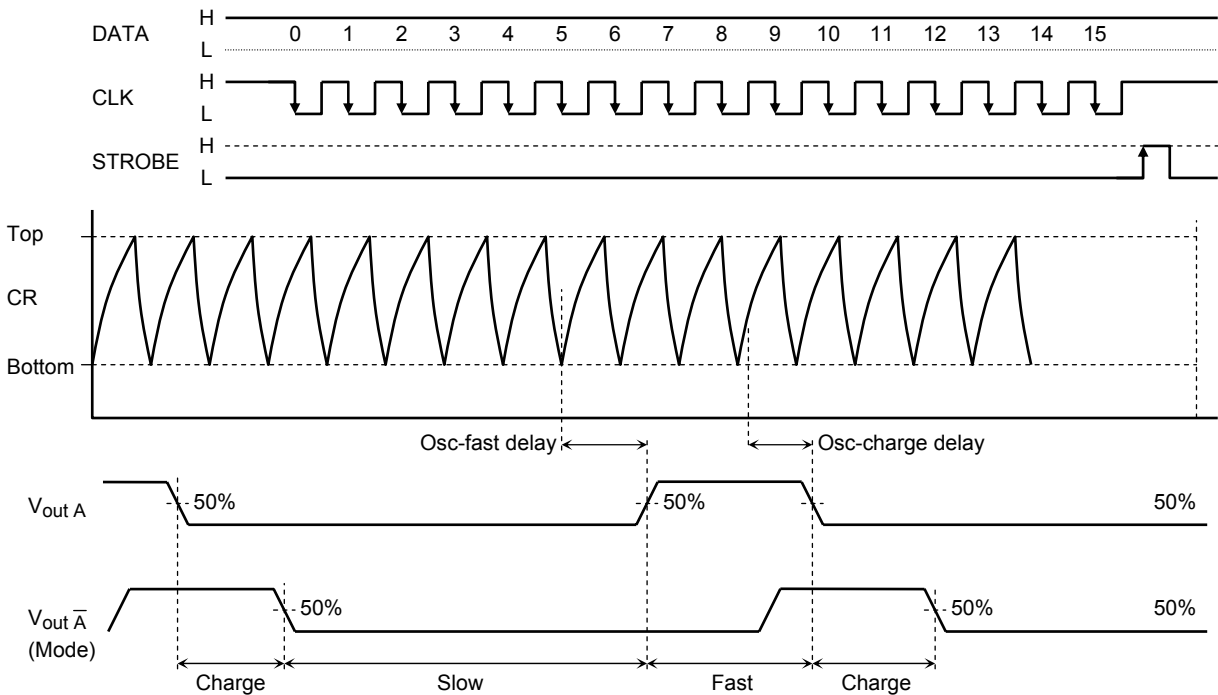 H
DATA 0 1 2 3 4 5 6 7 8 9 10 11 12 13 14 15
L
H
CLK
L
H
STROBE
L
Top
CR
Bottom
Osc-fast delay Osc-charge delay
Vout A 50% 50% 50%
Vout A̅ 50% 50% 50%
(Mode)
Charge Slow Fast Charge